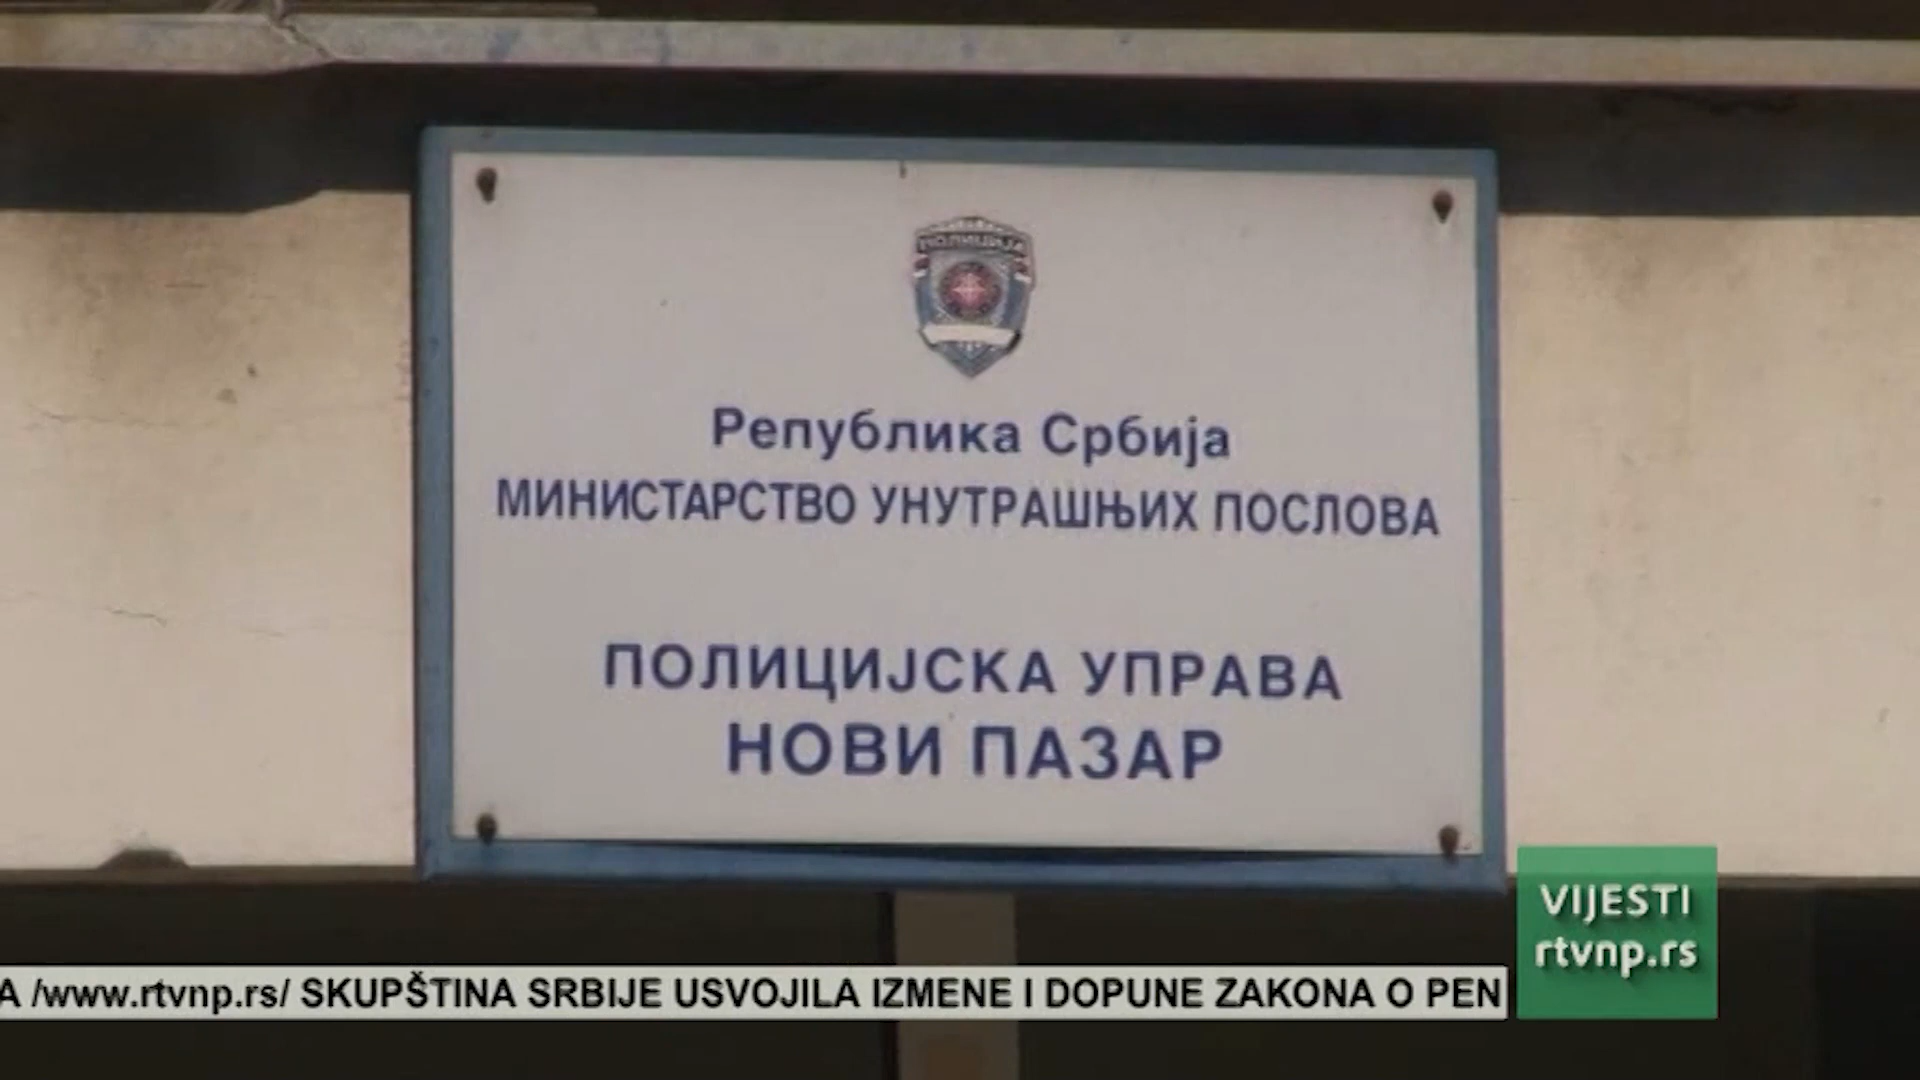 ПОЛИЦИЈА
Република Србија
МИНИСТАРСТВО УНУТРАШЊИХ ПОСЛОВА
ПОЛИЦИЈСКА УПРАВА
НОВИ ПАЗАР
VIJESTI
rtvnp.rs
A /www.rtvnp.rs/ SKUPŠTINA SRBIJE USVOJILA IZMENE I DOPUNE ZAKONA O PEN